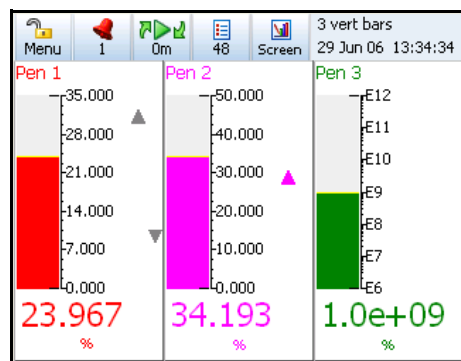 Menu 1 0m 48 Screen
3 vert bars
29 Jun 06 13:34:34
Pen 1
35.000
28.000
21.000
14.000
7.000
0.000
23.967
%
Pen 2
50.000
40.000
30.000
20.000
10.000
0.000
34.193
%
Pen 3
E12
E11
E10
E9
E8
E7
E6
1.0e+09
%